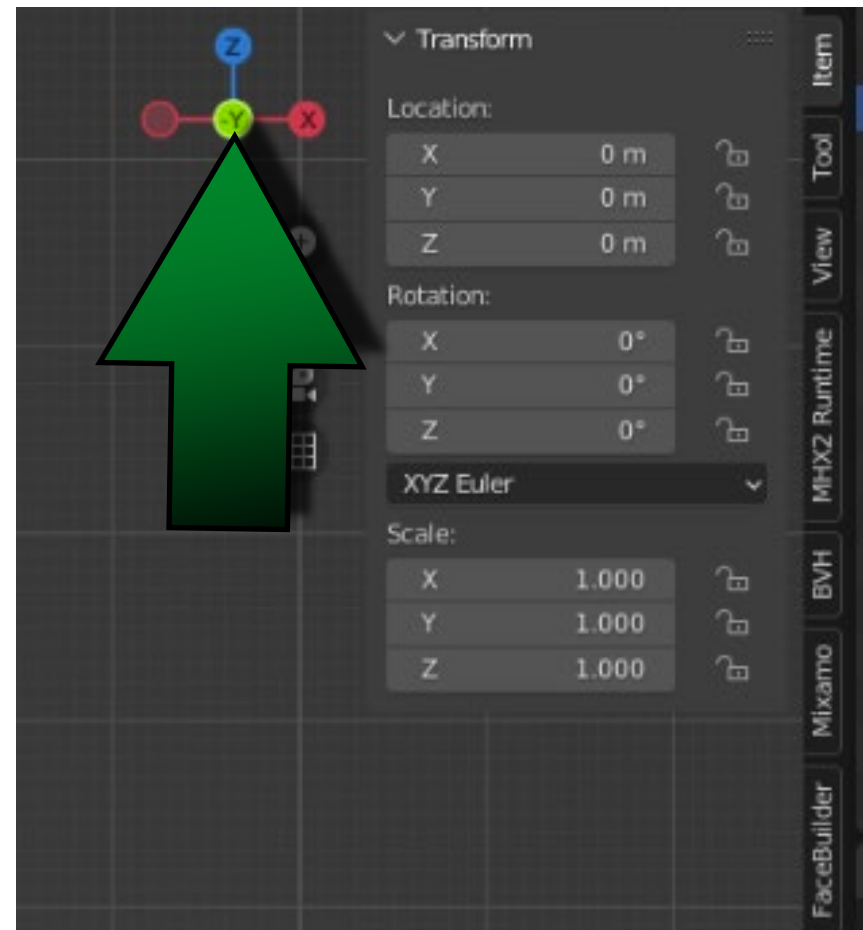 Z
-Y
X
Transform
Location:
X 0 m
Y 0 m
Z 0 m
Rotation:
X 0°
Y 0°
Z 0°
XYZ Euler
Scale:
X 1.000
Y 1.000
Z 1.000
Item
Tool
View
MHX2 Runtime
BVH
Mixamo
FaceBuilder